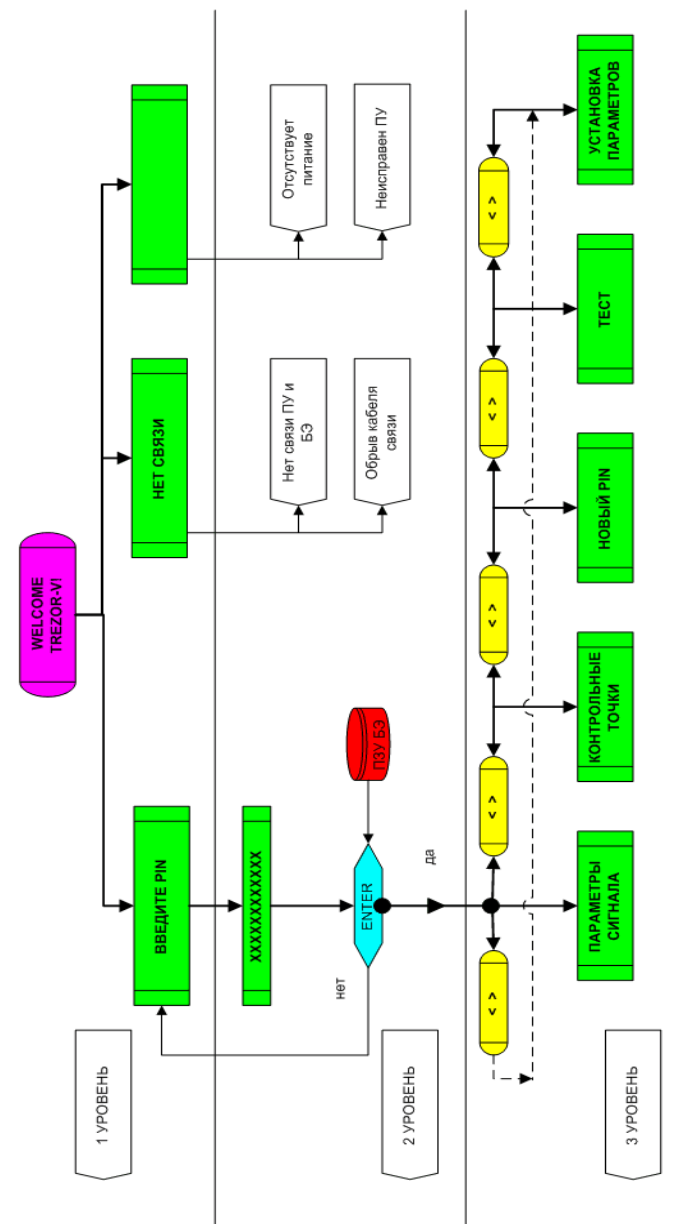 WELCOME
TREZOR-VI
1 УРОВЕНЬ
ВВЕДИТЕ PIN
НЕТ СВЯЗИ
2 УРОВЕНЬ
XXXXXXXXXXXXX
нет
ENTER
да
ПЗУ БЭ
Нет связи ПУ и
БЭ
Обрыв кабеля
связи
Отсутствует
питание
Неисправен ПУ
3 УРОВЕНЬ
< >
< >
< >
< >
< >
ПАРАМЕТРЫ
СИГНАЛА
КОНТРОЛЬНЫЕ
ТОЧКИ
НОВЫЙ PIN
ТЕСТ
УСТАНОВКА
ПАРАМЕТРОВ